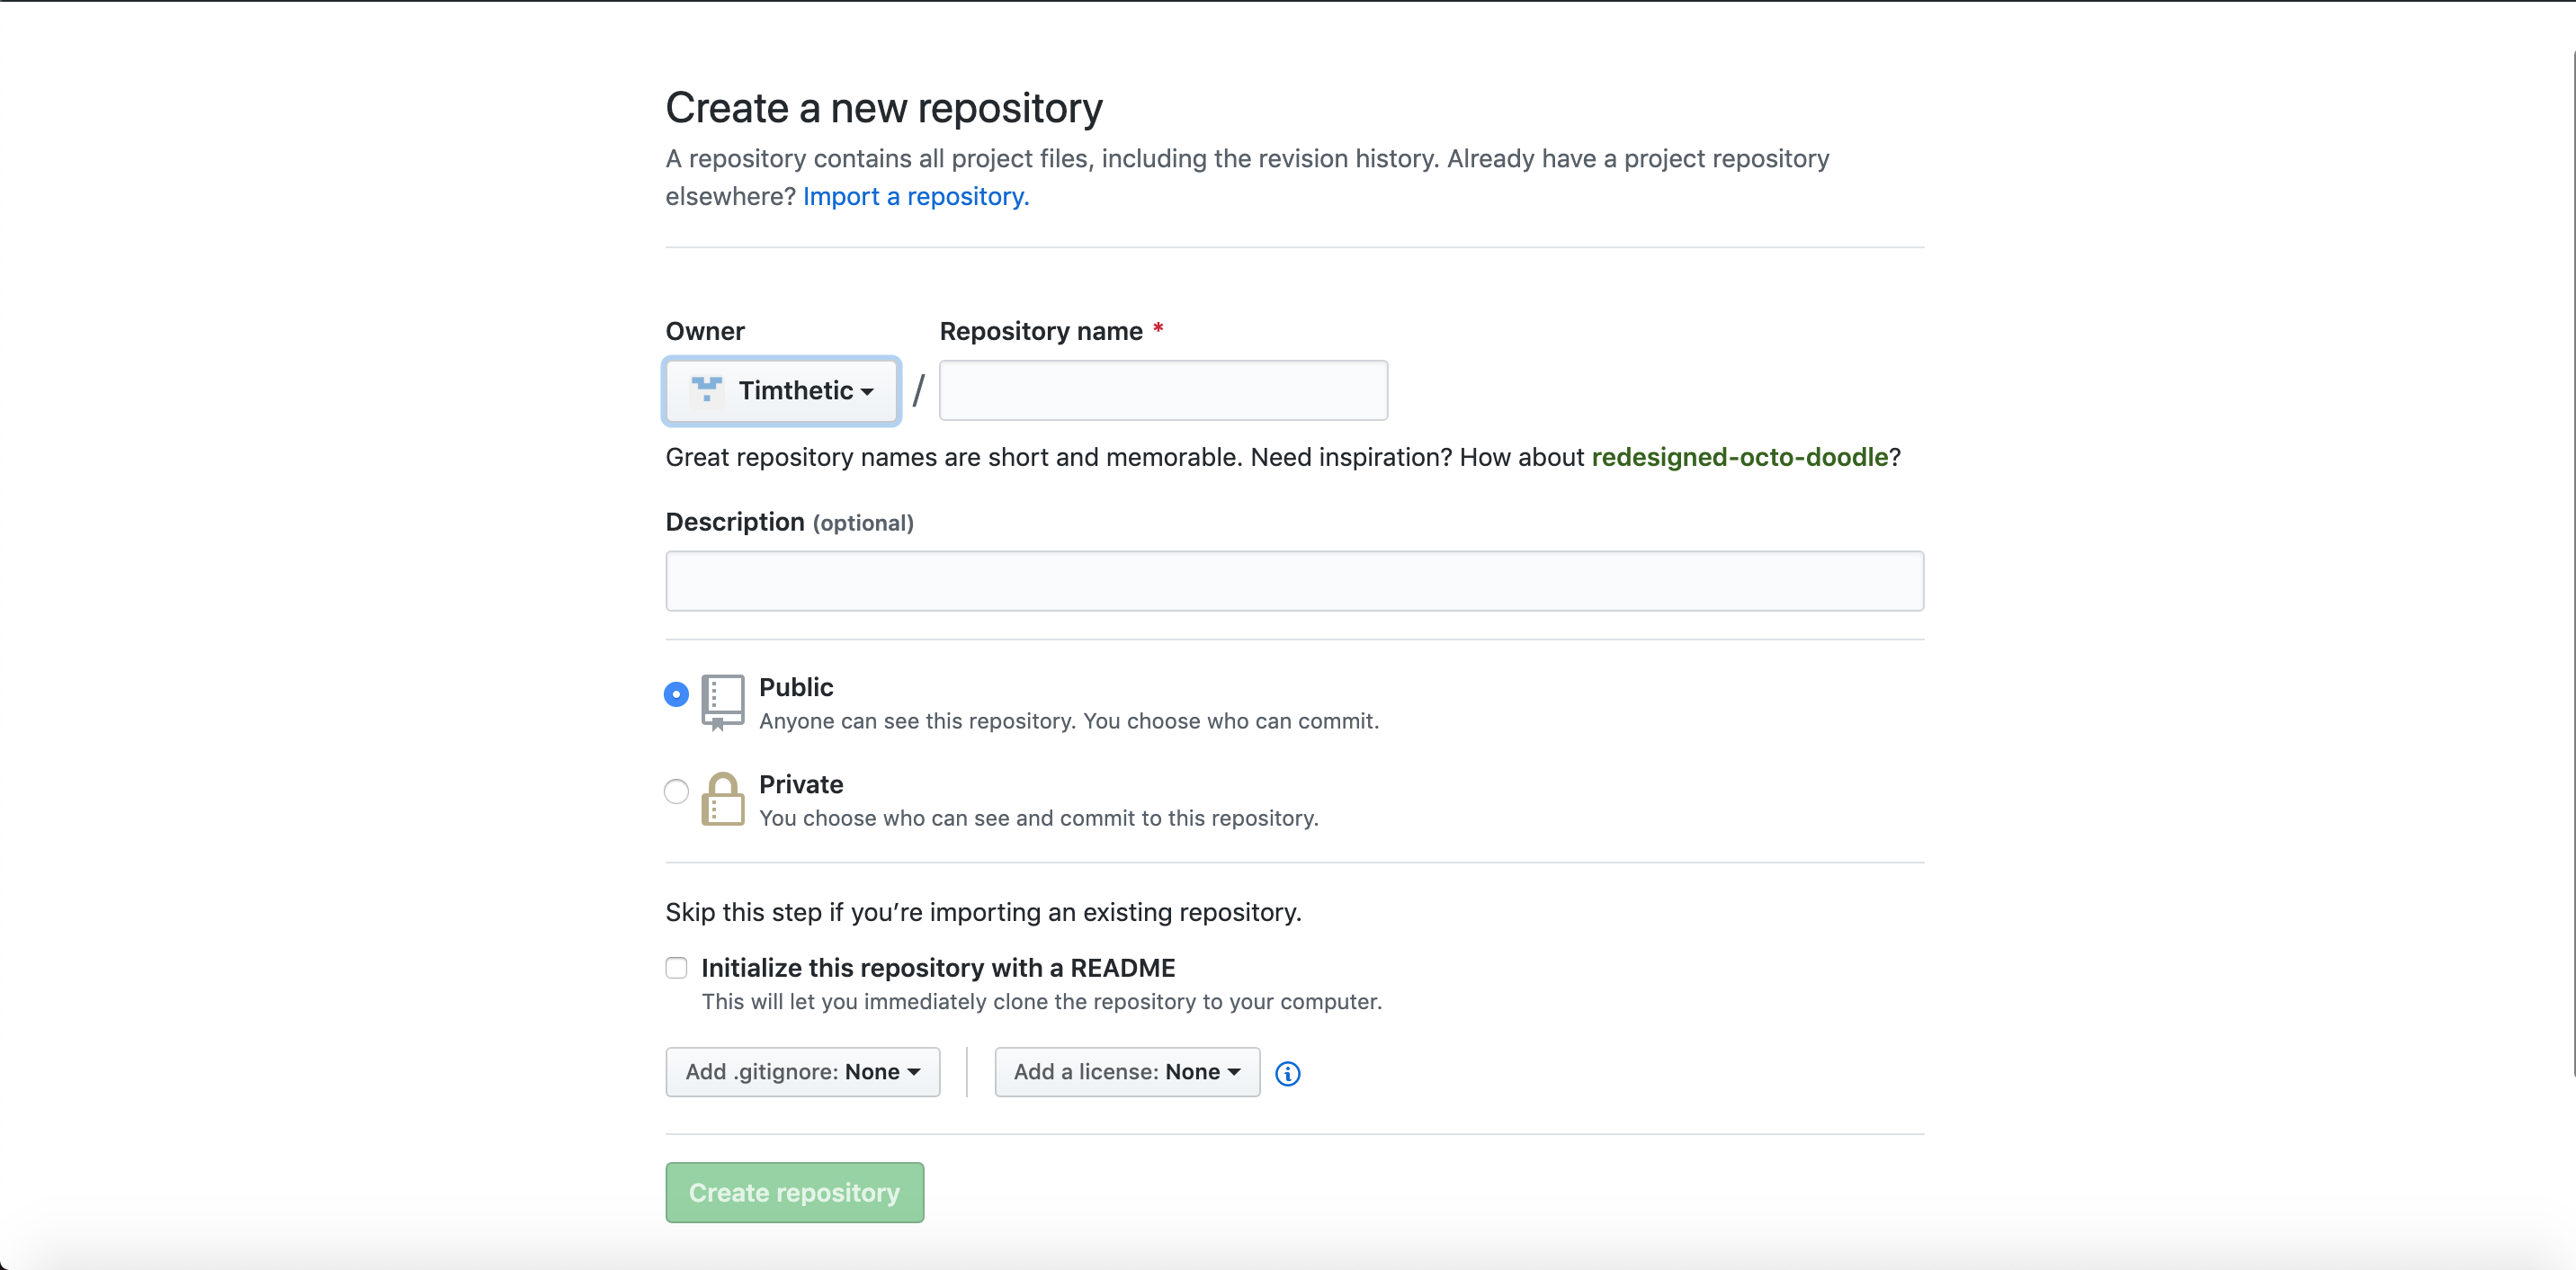 Create a new repository
A repository contains all project files, including the revision history. Already have a project repository
elsewhere? Import a repository.
Owner
Repository name *
Timthetic
/
Great repository names are short and memorable. Need inspiration? How about redesigned-octo-doodle?
Description (optional)
Public
Anyone can see this repository. You choose who can commit.
Private
You choose who can see and commit to this repository.
Skip this step if you’re importing an existing repository.
Initialize this repository with a README
This will let you immediately clone the repository to your computer.
Add .gitignore: None
Add a license: None
Create repository